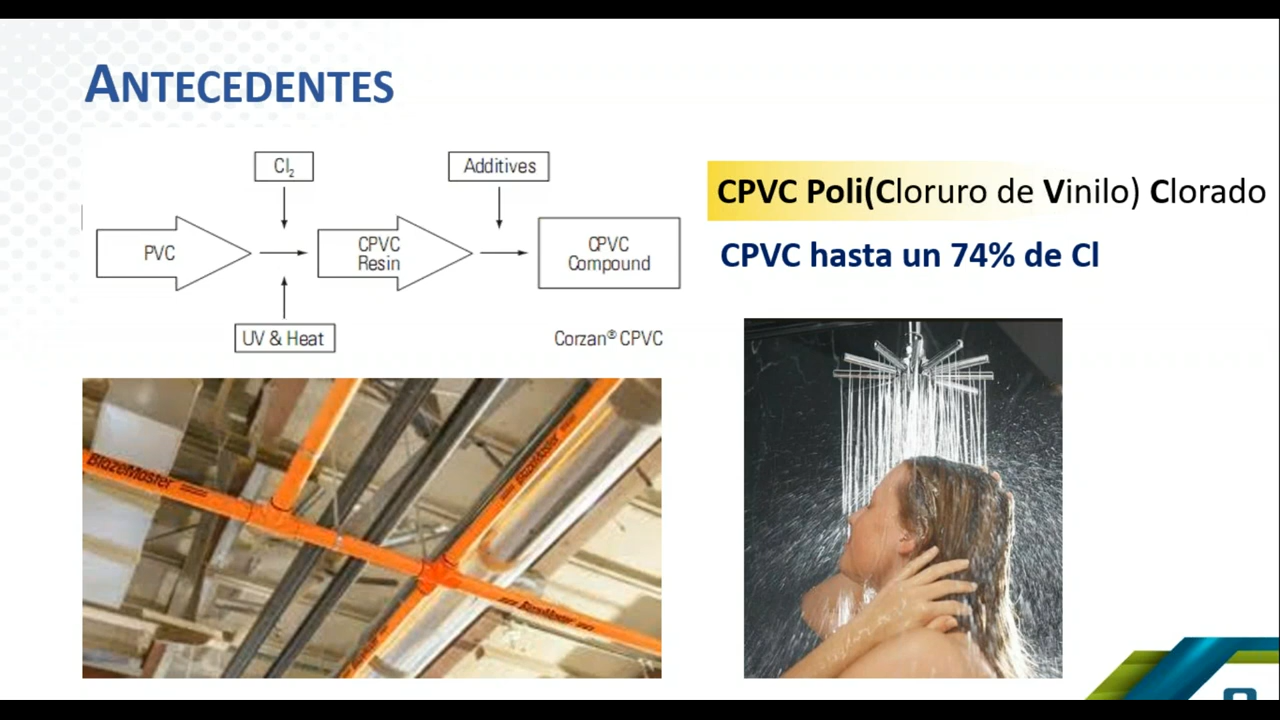 ANTECEDENTES
Cl₂
Additives
PVC
CPVC
Resin
CPVC
Compound
UV & Heat
Corzan® CPVC
CPVC Poli(Cloruro de Vinilo) Clorado
CPVC hasta un 74% de Cl
BlazeMaster
BlazeMaster
BlazeMaster